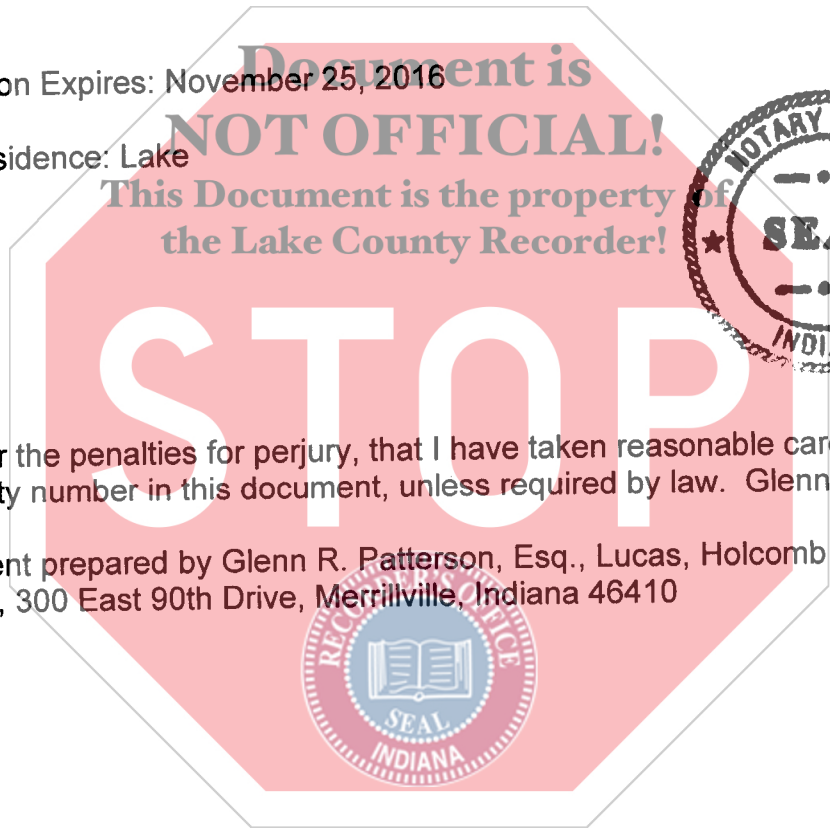 Document is
on Expires: November 25, 2016
NOT OFFICIAL!
sidence: Lake
This Document is the property of
the Lake County Recorder!
NOTARY
SEA
INDI
STOP
r the penalties for perjury, that I have taken reasonable car
ty number in this document, unless required by law.  Glenn
ent prepared by Glenn R. Patterson, Esq., Lucas, Holcomb
, 300 East 90th Drive, Merrillville, Indiana 46410
RECORDER'S OFFICE
SEAL
INDIANA